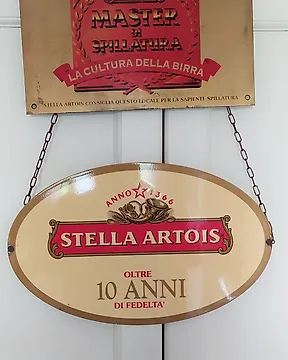 MASTER
DI
SPILLATURA
LA CULTURA DELLA BIRRA
STELLA ARTOIS CONSIGLIA QUESTO LOCALE PER LA SAPIENTE SPILLATURA
ANNO 1366
STELLA ARTOIS
OLTRE
10 ANNI
DI FEDELTA'